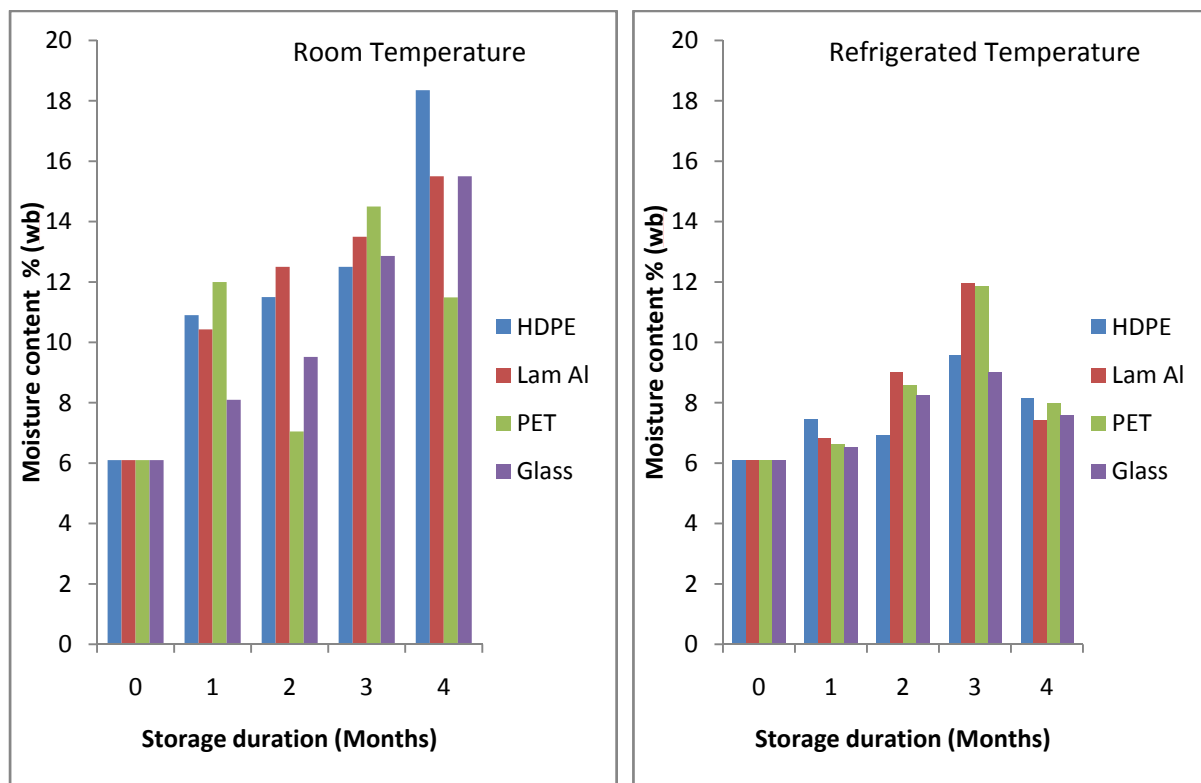 Room Temperature
Moisture content % (wb)
20
18
16
14
12
10
8
6
4
2
0
0 1 2 3 4
Storage duration (Months)
HDPE
Lam Al
PET
Glass
Refrigerated Temperature
Moisture content % (wb)
20
18
16
14
12
10
8
6
4
2
0
0 1 2 3 4
Storage duration (Months)
HDPE
Lam Al
PET
Glass